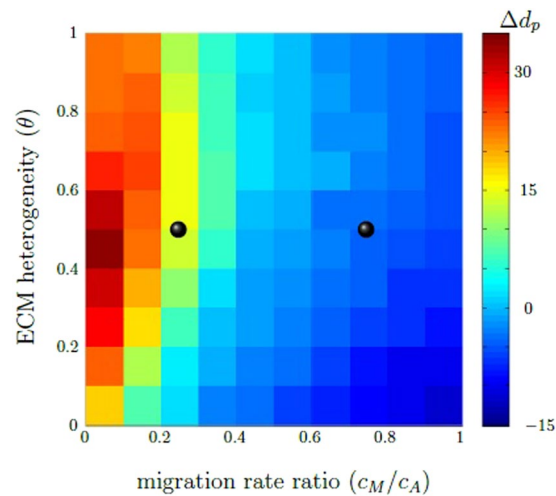 Δd_p
1
0.8
0.6
0.4
0.2
0
0 0.2 0.4 0.6 0.8 1
35
15
0
−15
ECM heterogeneity (θ)
migration rate ratio (c_M/c_A)